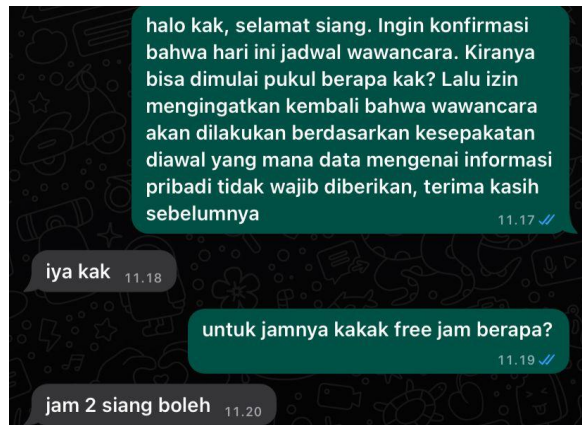 halo kak, selamat siang. Ingin konfirmasi
bahwa hari ini jadwal wawancara. Kiranya
bisa dimulai pukul berapa kak? Lalu izin
mengingatkan kembali bahwa wawancara
akan dilakukan berdasarkan kesepakatan
diawal yang mana data mengenai informasi
pribadi tidak wajib diberikan, terima kasih
sebelumnya 11.17
iya kak 11.18
untuk jamnya kakak free jam berapa?
11.19
jam 2 siang boleh 11.20